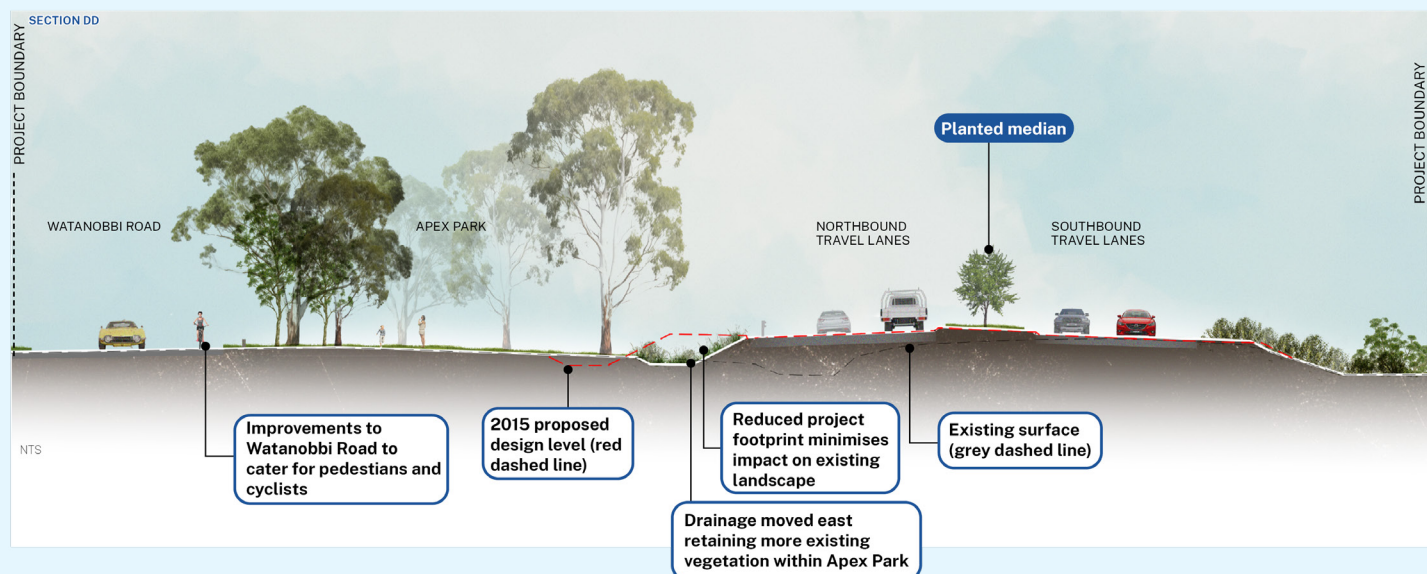 SECTION DD
PROJECT BOUNDARY
PROJECT BOUNDARY
Planted median
WATANOBBI ROAD
APEX PARK
NORTHBOUND
TRAVEL LANES
SOUTHBOUND
TRAVEL LANES
NTS
Improvements to
Watanobbi Road to
cater for pedestians and
cyclists
2015 proposed
design level (red
dashed line)
Reduced project
footprint minimises
impact on existing
landscape
Existing surface
(grey dashed line)
Drainage moved east
retaining more existing
vegetation within Apex Park